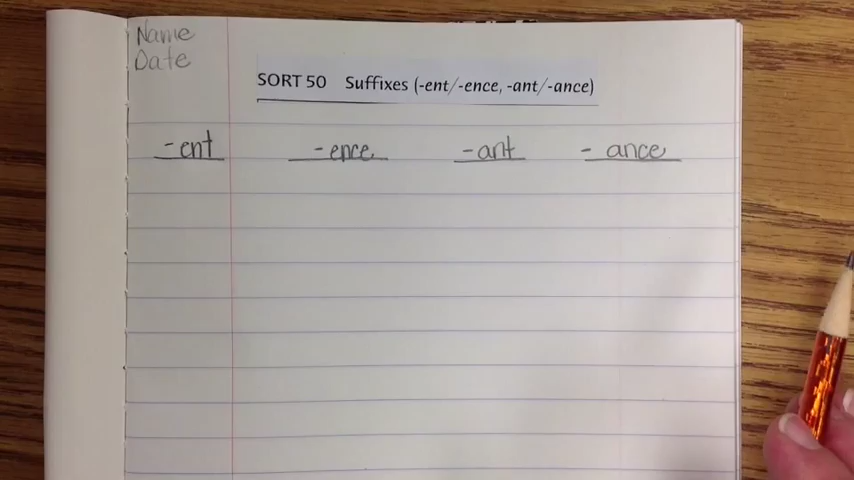 Name
Date
SORT 50 Suffixes (-ent/-ence, -ant/-ance)
-ent -ence -ant - ance